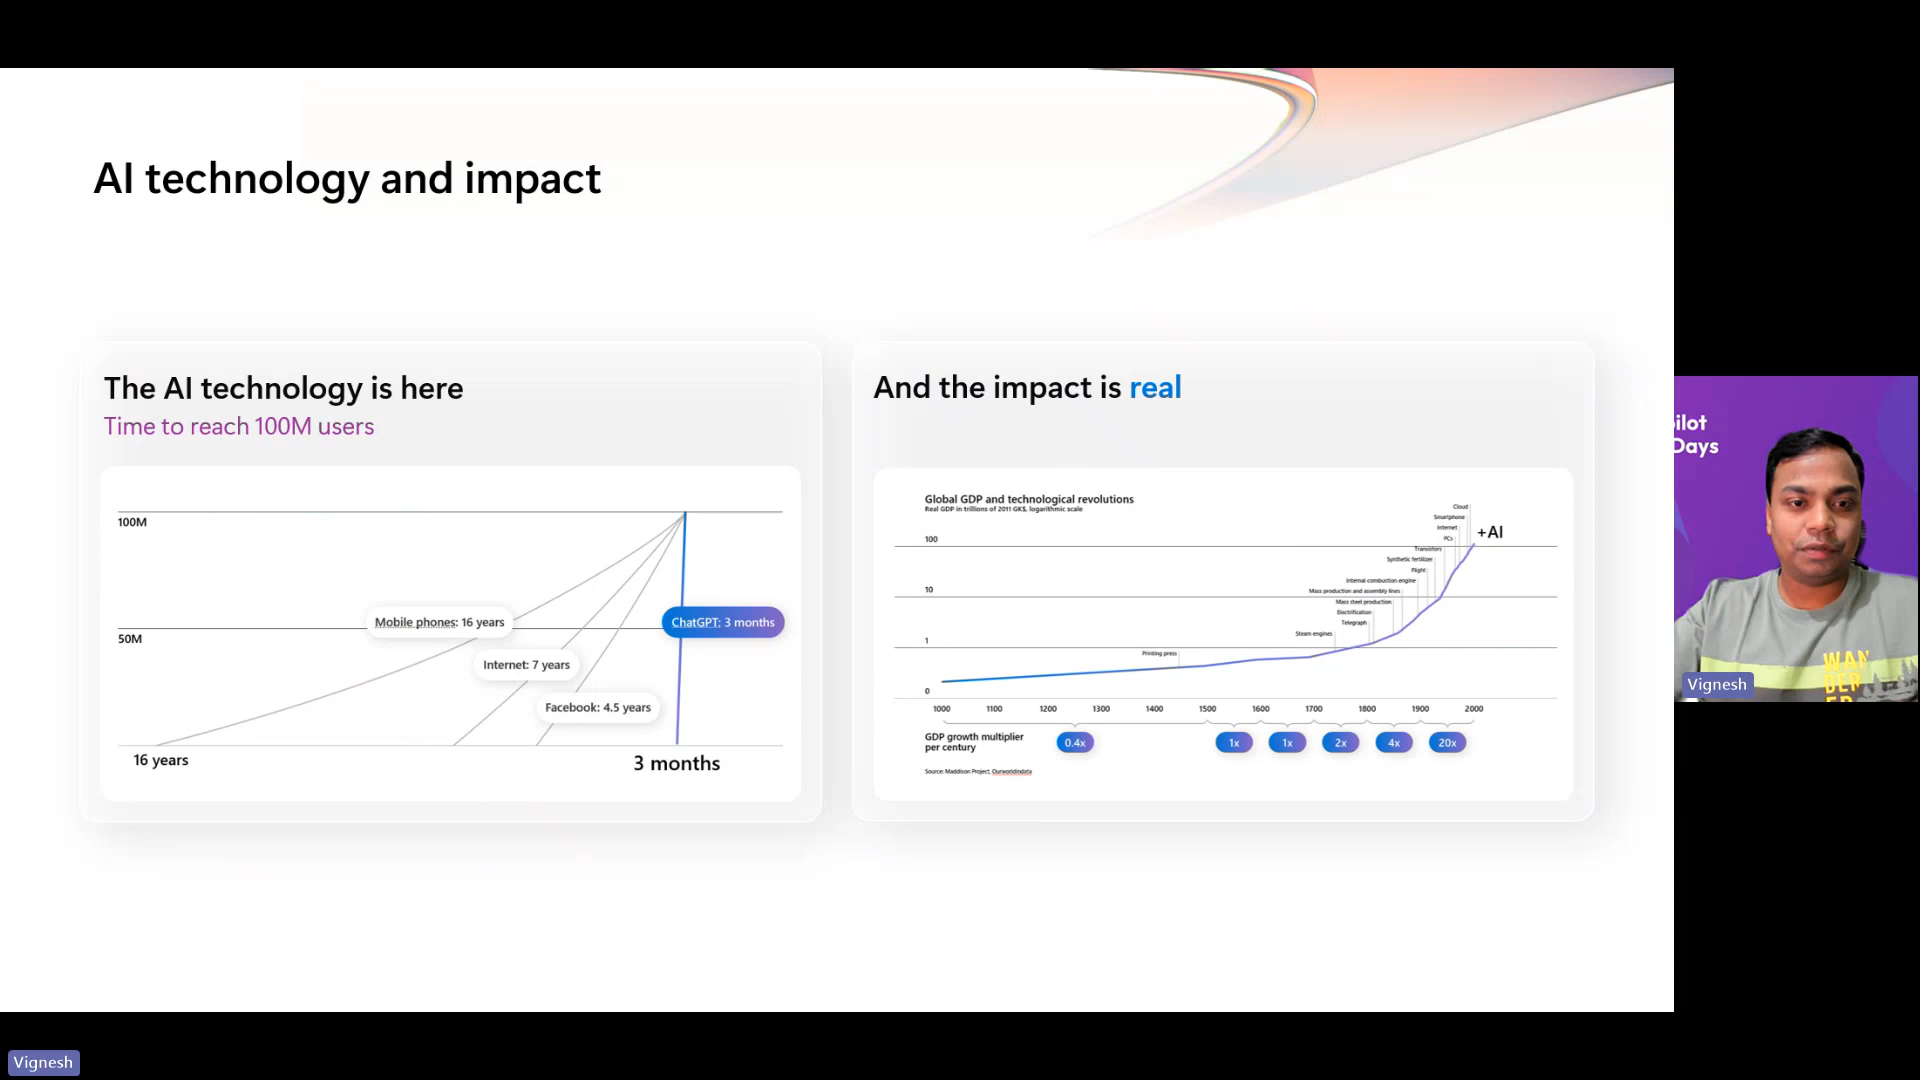 AI technology and impact
The AI technology is here
Time to reach 100M users
100M
50M
Mobile phones: 16 years
Internet: 7 years
Facebook: 4.5 years
ChatGPT: 3 months
16 years
3 months
And the impact is real
Global GDP and technological revolutions
Real GDP in trillions of 2011 GK$, logarithmic scale
100
10
1
0
Cloud
Smartphone
Internet
PCs
Transistors
Synthetic fertilizer
Flight
Internal combustion engine
Mass production and assembly lines
Mass steel production
Electrification
Telegraph
Steam engines
Printing press
+AI
1000 1100 1200 1300 1400 1500 1600 1700 1800 1900 2000
GDP growth multiplier
per century
0.4x 1x 1x 2x 4x 20x
Source: Maddison Project, Ourworldindata
ilot
Days
WAN
DER
Vignesh
Vignesh